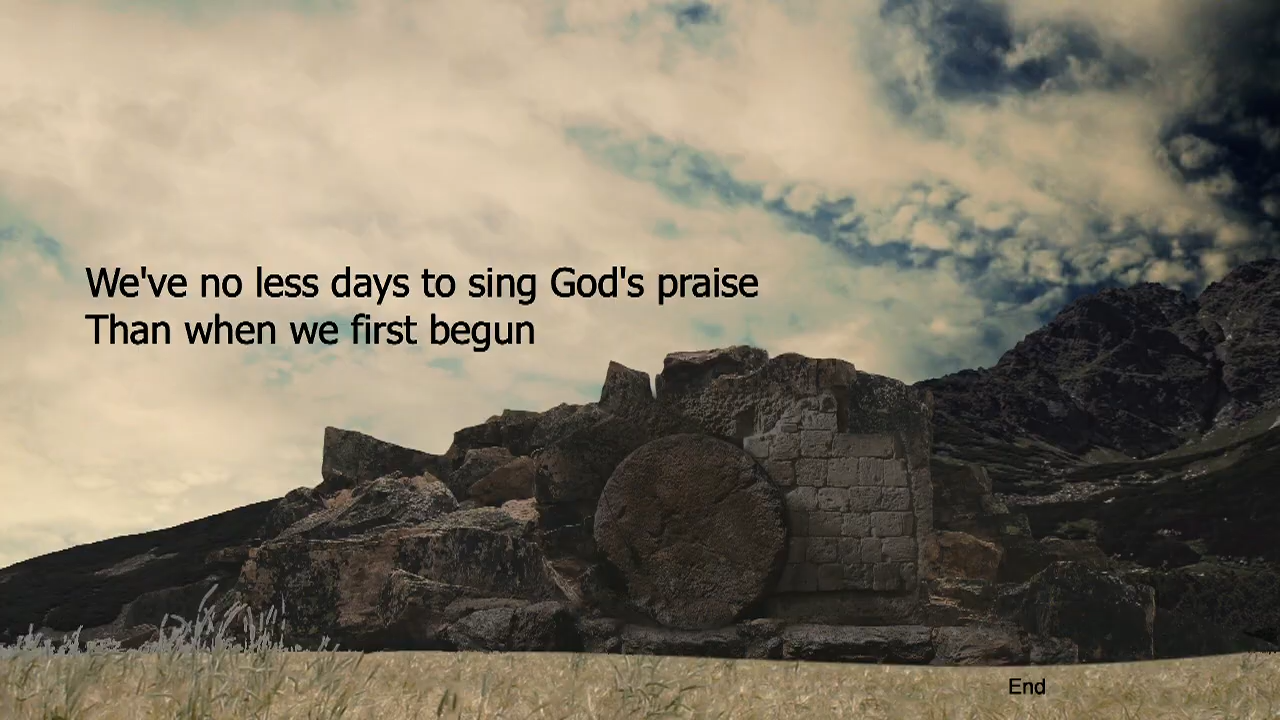 We've no less days to sing God's praise
Than when we first begun
End